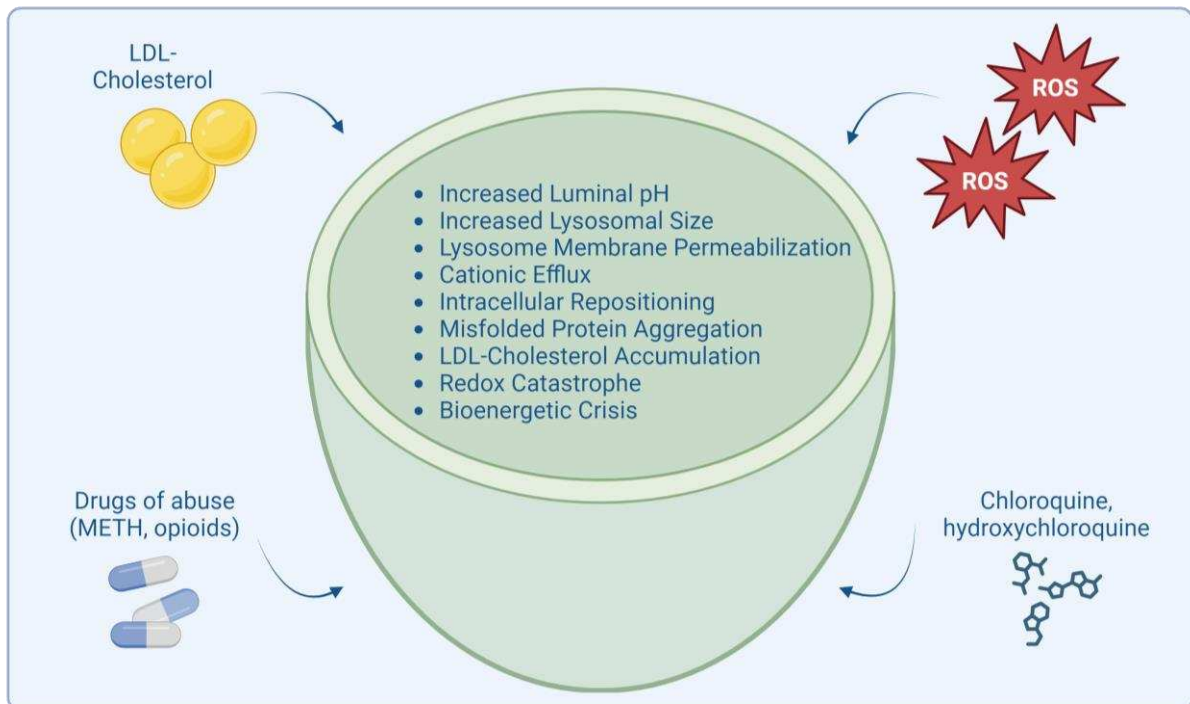 LDL-
Cholesterol
ROS
ROS
• Increased Luminal pH
• Increased Lysosomal Size
• Lysosome Membrane Permeabilization
• Cationic Efflux
• Intracellular Repositioning
• Misfolded Protein Aggregation
• LDL-Cholesterol Accumulation
• Redox Catastrophe
• Bioenergetic Crisis
Drugs of abuse
(METH, opioids)
Chloroquine,
hydroxychloroquine